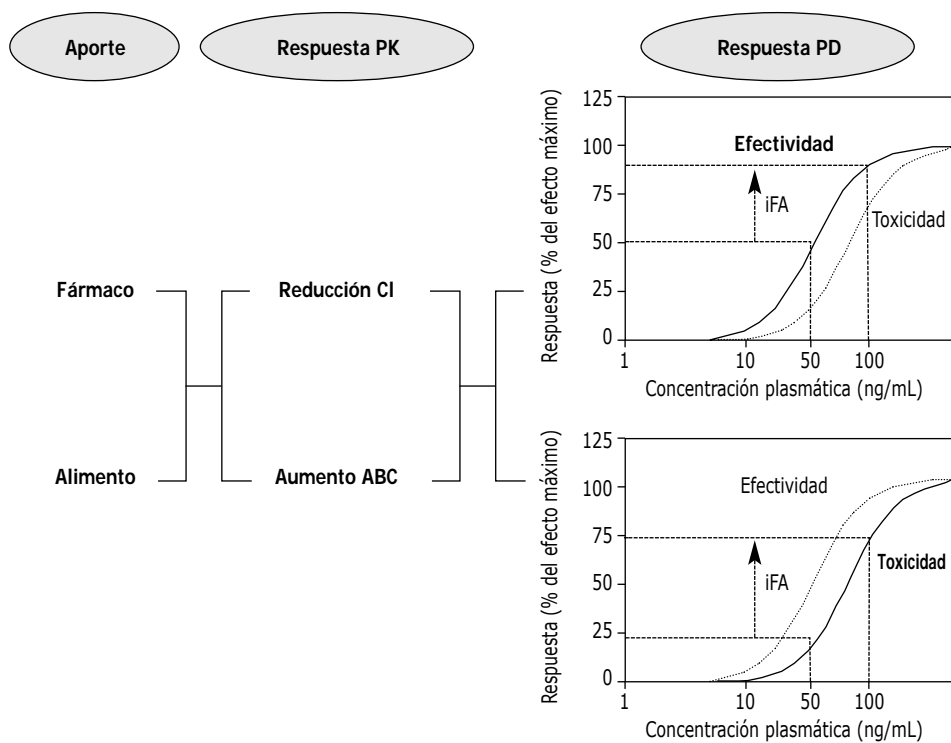 Aporte
Respuesta PK
Respuesta PD
Fármaco
Alimento
Reducción Cl
Aumento ABC
Respuesta (% del efecto máximo)
125
100
75
50
25
0
Efectividad
iFA
Toxicidad
1
10
50
100
Concentración plasmática (ng/mL)
Respuesta (% del efecto máximo)
125
100
75
50
25
0
Efectividad
iFA
Toxicidad
1
10
50
100
Concentración plasmática (ng/mL)